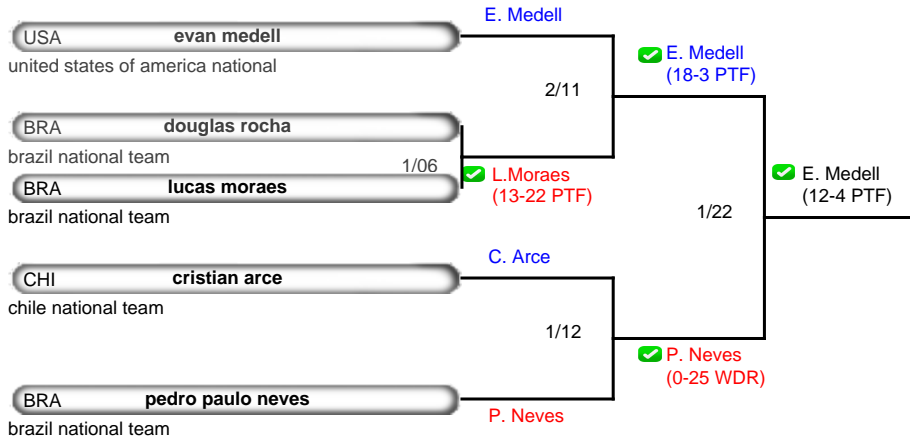 E. Medell
USA evan medell
united states of america national
E. Medell
(18-3 PTF)
2/11
BRA douglas rocha
brazil national team
1/06
L.Moraes
(13-22 PTF)
BRA lucas moraes
brazil national team
E. Medell
(12-4 PTF)
1/22
C. Arce
CHI cristian arce
chile national team
1/12
P. Neves
(0-25 WDR)
BRA pedro paulo neves
P. Neves
brazil national team